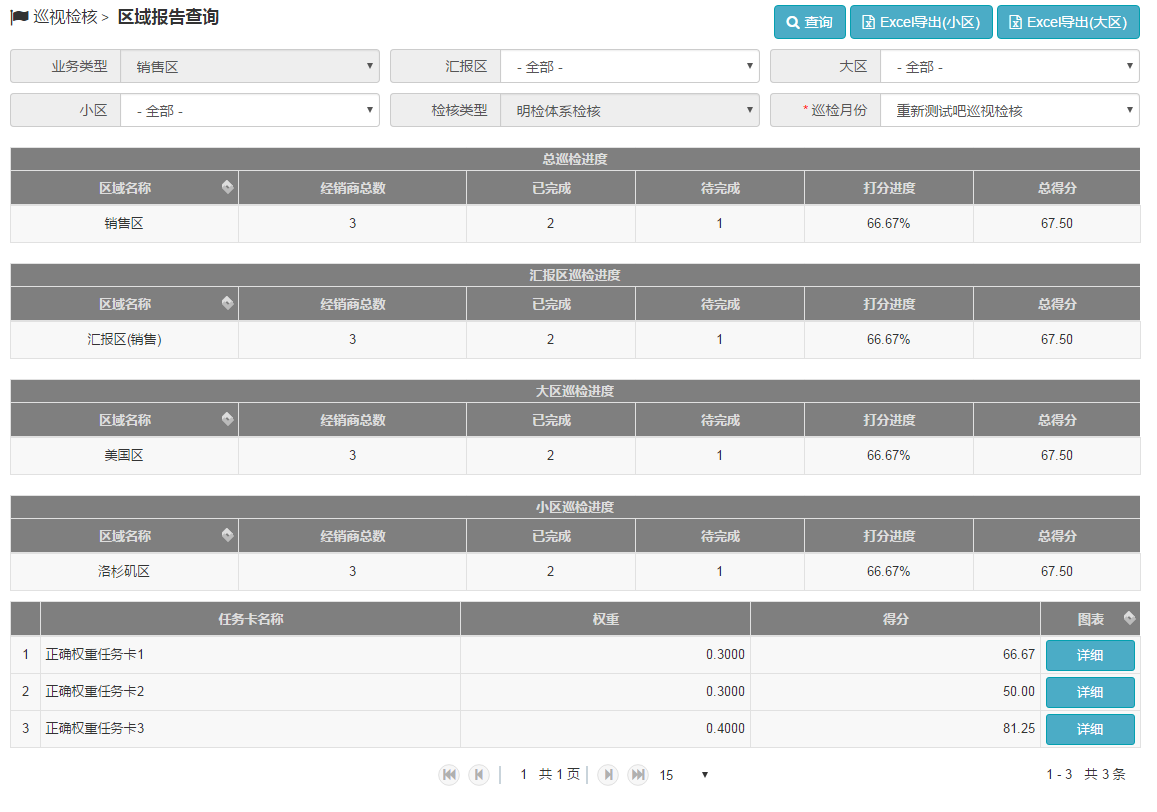 巡视检核 > 区域报告查询
查询 Excel导出(小区) Excel导出(大区)
业务类型 销售区 汇报区 - 全部 - 大区 - 全部 -
小区 - 全部 - 检核类型 明检体系检核 * 巡检月份 重新测试吧巡视检核
总巡检进度
区域名称 经销商总数 已完成 待完成 打分进度 总得分
销售区 3 2 1 66.67% 67.50
汇报区巡检进度
区域名称 经销商总数 已完成 待完成 打分进度 总得分
汇报区(销售) 3 2 1 66.67% 67.50
大区巡检进度
区域名称 经销商总数 已完成 待完成 打分进度 总得分
美国区 3 2 1 66.67% 67.50
小区巡检进度
区域名称 经销商总数 已完成 待完成 打分进度 总得分
洛杉矶区 3 2 1 66.67% 67.50
任务卡名称 权重 得分 图表
1 正确权重任务卡1 0.3000 66.67 详细
2 正确权重任务卡2 0.3000 50.00 详细
3 正确权重任务卡3 0.4000 81.25 详细
1 共 1 页 15 1 - 3 共 3 条